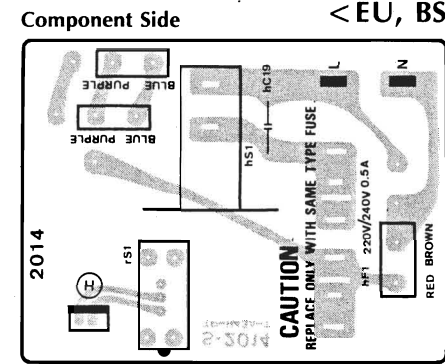 Component Side
<EU, BS
BLUE PURPLE
BLUE PURPLE
hC19
L
N
hS1
CAUTION
REPLACE ONLY WITH SAME TYPE FUSE.
220V/240V 0.5A
hF1
RED BROWN
2014
rS1
H
S-2014